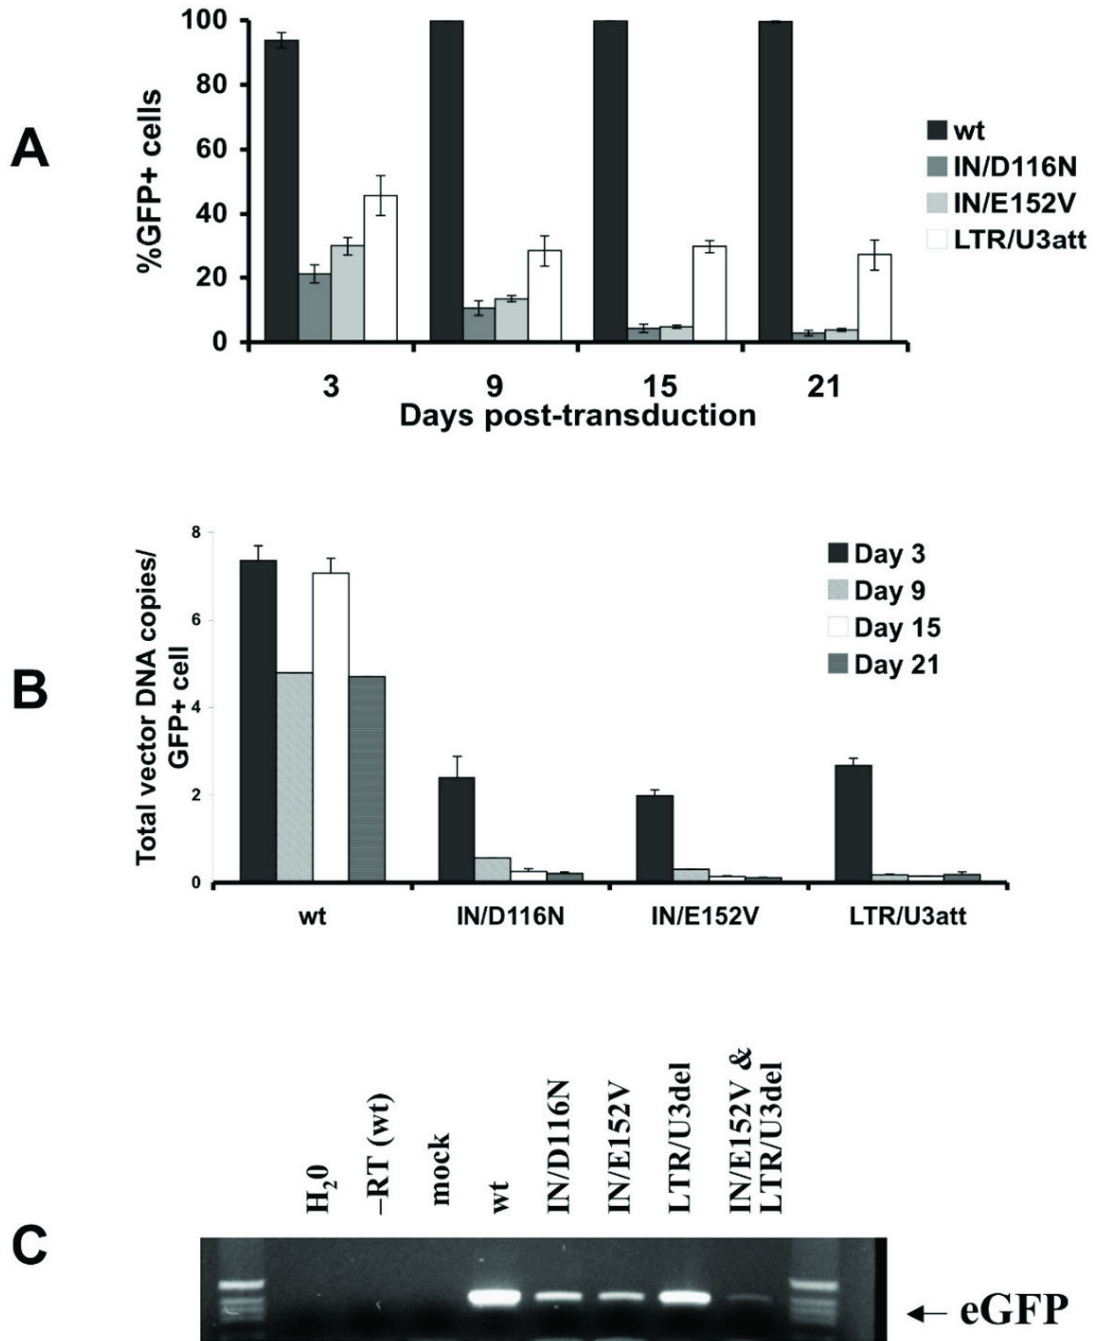 A
%GFP+ cells
100
80
60
40
20
0
3 9 15 21
Days post-transduction
wt
IN/D116N
IN/E152V
LTR/U3att
B
Total vector DNA copies/
GFP+ cell
8
6
4
2
0
wt IN/D116N IN/E152V LTR/U3att
Day 3
Day 9
Day 15
Day 21
C
H20
–RT (wt)
mock
wt
IN/D116N
IN/E152V
LTR/U3del
IN/E152V &
LTR/U3del
← eGFP